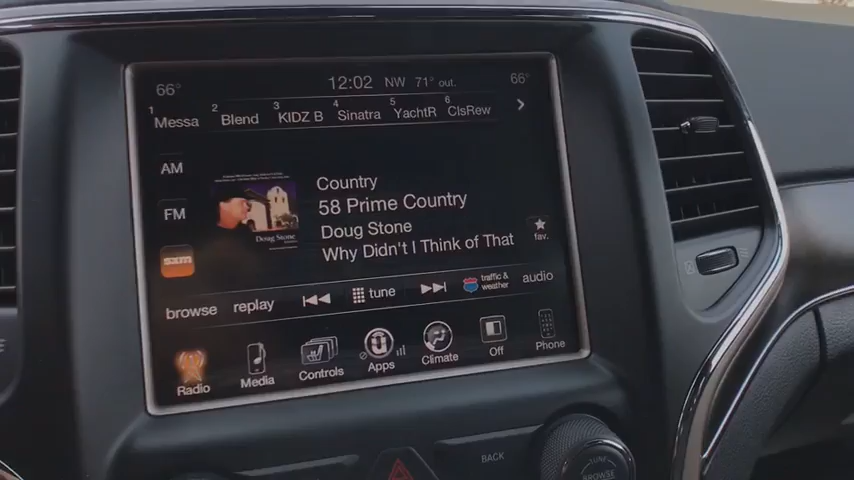 66° 12:02 NW 71° out. 66°
1 Messa 2 Blend 3 KIDZ B 4 Sinatra 5 YachtR 6 ClsRew
AM
FM
sxm
Doug Stone
Country
58 Prime Country
Doug Stone
Why Didn't I Think of That
fav.
browse replay tune traffic & weather audio
Radio Media Controls Apps Climate Off Phone
BACK
TUNE
BROWSE